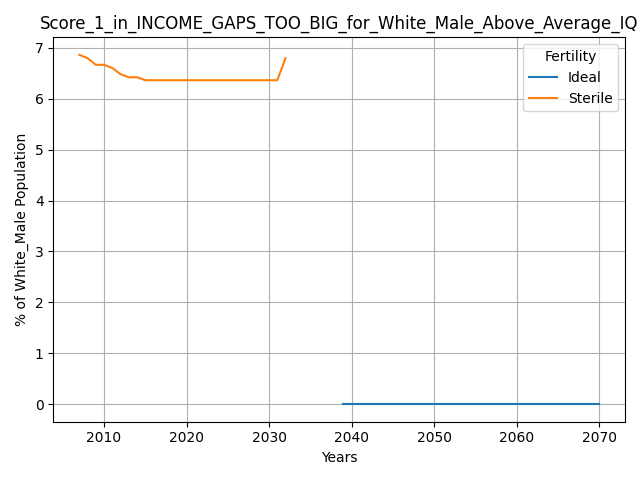 Score_1_in_INCOME_GAPS_TOO_BIG_for_White_Male_Above_Average_IQ
Fertility
Ideal
Sterile
% of White_Male Population
7
6
5
4
3
2
1
0
2010 2020 2030 2040 2050 2060 2070
Years